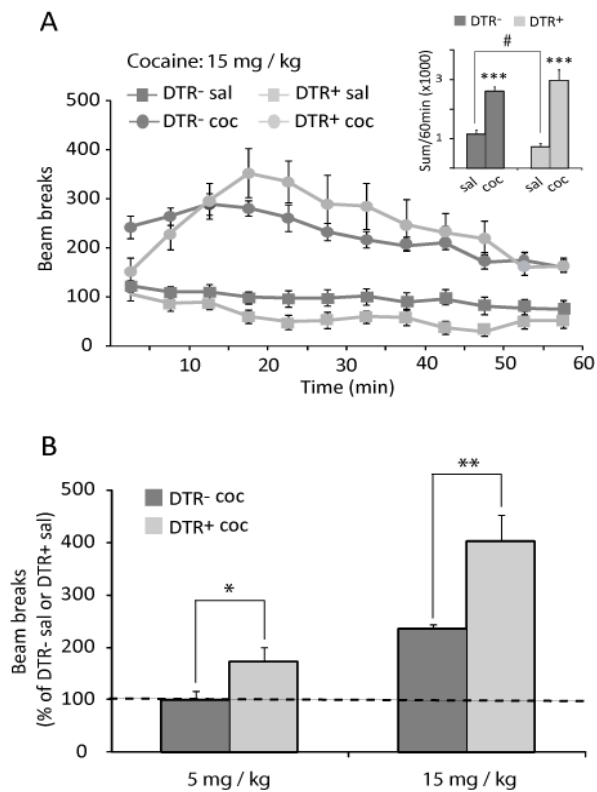 A
Cocaine: 15 mg / kg
DTR- sal
DTR+ sal
DTR- coc
DTR+ coc
500
400
300
200
100
0
Beam breaks
10
20
30
40
50
60
Time (min)
DTR-
DTR+
#
***
***
3
1
Sum/60min (x1000)
sal
coc
sal
coc
B
DTR- coc
DTR+ coc
500
400
300
200
100
0
Beam breaks
(% of DTR- sal or DTR+ sal)
*
**
5 mg / kg
15 mg / kg